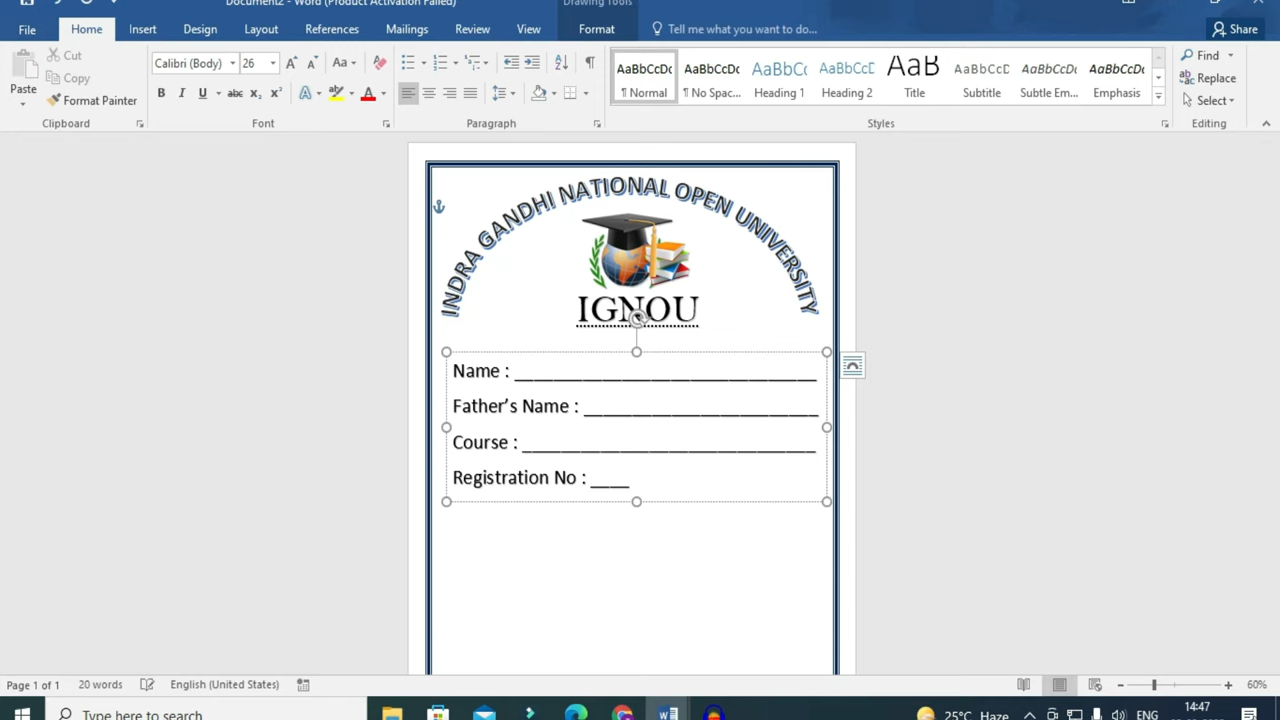 Document2 - Word (Product Activation Failed)
Drawing Tools
File Home Insert Design Layout References Mailings Review View Format Tell me what you want to do... Share
Paste
Cut
Copy
Format Painter
Clipboard
Calibri (Body) 26
Font
Paragraph
AaBbCcDc AaBbCcDc AaBbCc AaBbCcC AaB AaBbCcD AaBbCcDc AaBbCcDc
¶ Normal ¶ No Spac... Heading 1 Heading 2 Title Subtitle Subtle Em... Emphasis
Styles
Find
Replace
Select
Editing
INDRA GANDHI NATIONAL OPEN UNIVERSITY
IGNOU
Name : _______________________________
Father’s Name : ________________________
Course : ______________________________
Registration No : ____
Page 1 of 1 20 words English (United States) 60%
Type here to search
25°C Haze
ENG
14:47